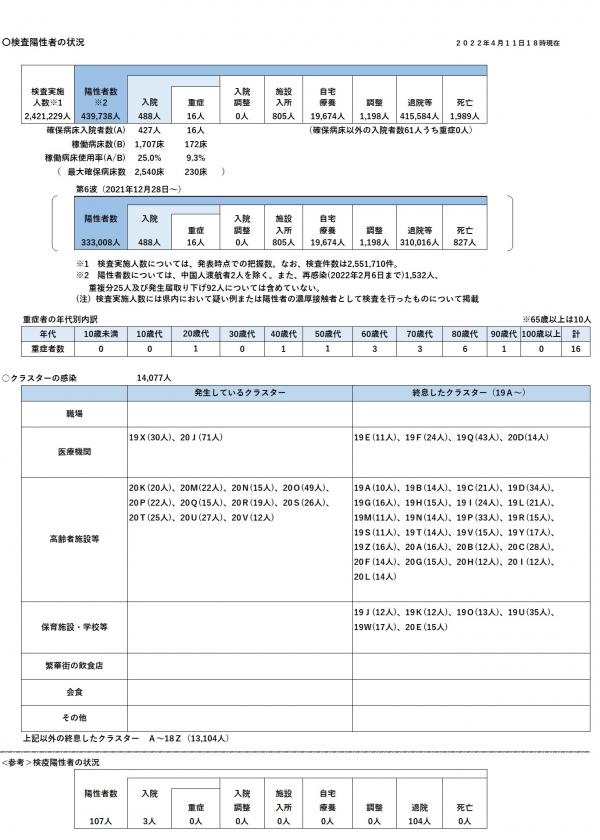 〇検査陽性者の状況
２０２２年４月１１日１８時現在
検査実施人数※1 陽性者数※2 入院 重症 入院調整 施設入所 自宅療養 調整 退院等 死亡
2,421,229人 439,738人 488人 16人 0人 805人 19,674人 1,198人 415,584人 1,989人
確保病床入院者数(A) 427人 16人 （確保病床以外の入院者数61人うち重症0人）
稼働病床数(B) 1,707床 172床
稼働病床使用率(A/B) 25.0% 9.3%
（ 最大確保病床数 2,540床 230床 ）
第6波（2021年12月28日～）
陽性者数 入院 重症 入院調整 施設入所 自宅療養 調整 退院等 死亡
333,008人 488人 16人 0人 805人 19,674人 1,198人 310,016人 827人
※1 検査実施人数については、発表時点での把握数。なお、検査件数は2,551,710件。
※2 陽性者数については、中国人渡航者2人を除く。また、再感染(2022年2月6日まで)1,532人、
重複分25人及び発生届取り下げ92人については含めていない。
（注）検査実施人数には県内において疑い例または陽性者の濃厚接触者として検査を行ったものについて掲載
重症者の年代別内訳 ※65歳以上は10人
年代 10歳未満 10歳代 20歳代 30歳代 40歳代 50歳代 60歳代 70歳代 80歳代 90歳代 100歳以上 計
重症者数 0 0 1 0 1 1 3 3 6 1 0 16
〇クラスターの感染 14,077人
発生しているクラスター 終息したクラスター（19Ａ～）
職場
医療機関 19Ｘ(30人)、20Ｊ(71人) 19Ｅ(11人)、19Ｆ(24人)、19Ｑ(43人)、20Ｄ(14人)
高齢者施設等
20Ｋ(20人)、20Ｍ(22人)、20Ｎ(15人)、20Ｏ(49人)、
20Ｐ(22人)、20Ｑ(15人)、20Ｒ(19人)、20Ｓ(26人)、
20Ｔ(25人)、20Ｕ(27人)、20Ｖ(12人)
19Ａ(10人)、19Ｂ(14人)、19Ｃ(21人)、19Ｄ(34人)、
19Ｇ(16人)、19Ｈ(15人)、19Ｉ(24人)、19Ｌ(21人)、
19Ｍ(11人)、19Ｎ(14人)、19Ｐ(33人)、19Ｒ(15人)、
19Ｓ(11人)、19Ｔ(14人)、19Ｖ(15人)、19Ｙ(17人)、
19Ｚ(16人)、20Ａ(16人)、20Ｂ(12人)、20Ｃ(28人)、
20Ｆ(14人)、20Ｇ(15人)、20Ｈ(12人)、20Ｉ(12人)、
20Ｌ(14人)
保育施設・学校等
19Ｊ(12人)、19Ｋ(12人)、19Ｏ(13人)、19Ｕ(35人)、
19Ｗ(17人)、20Ｅ(15人)
繁華街の飲食店
会食
その他
上記以外の終息したクラスター Ａ～18Ｚ（13,104人）
<参考>検疫陽性者の状況
陽性者数 入院 重症 入院調整 施設入所 自宅療養 調整 退院 死亡
107人 3人 0人 0人 0人 0人 0人 104人 0人